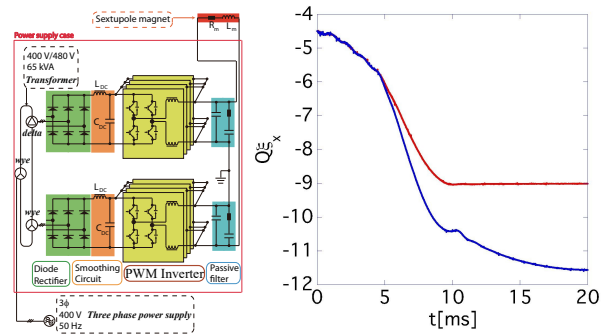 Sextupole magnet
R_m L_m
Power supply case
400 V/480 V
65 kVA
Transformer
L_DC
C_DC
delta
wye
L_DC
C_DC
wye
Diode
Rectifier
Smoothing
Circuit
PWM Inverter
Passive
filter
3ϕ
400 V
50 Hz
Three phase power supply
-4
-5
-6
-7
-8
-9
-10
-11
-12
Qξ_x
0
5
10
15
20
t[ms]